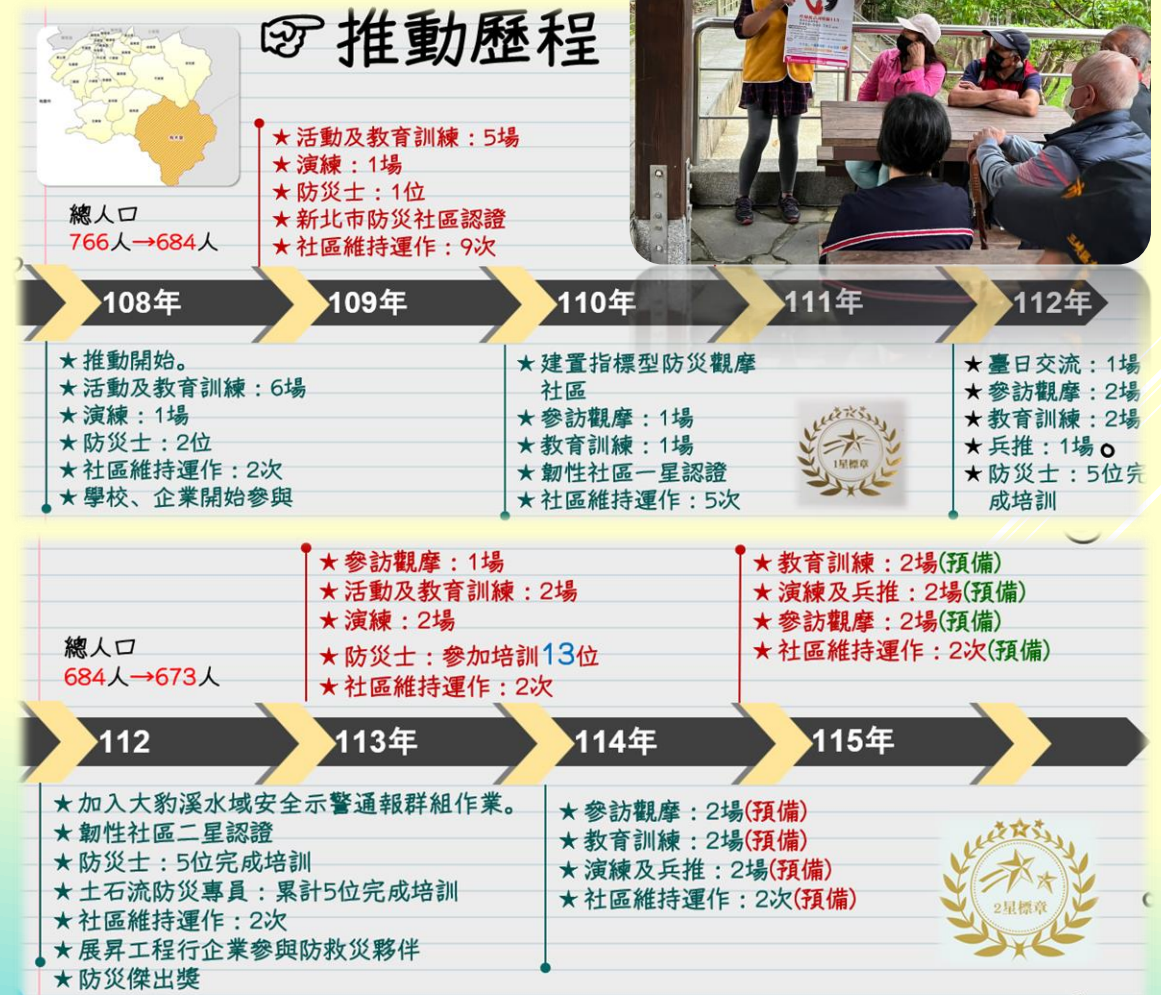 ☞推動歷程
總人口
766人→684人
★活動及教育訓練：5場
★演練：1場
★防災士：1位
★新北市防災社區認證
★社區維持運作：9次
108年
109年
110年
111年
112年
★推動開始。
★活動及教育訓練：6場
★演練：1場
★防災士：2位
★社區維持運作：2次
★學校、企業開始參與
★建置指標型防災觀摩
社區
★參訪觀摩：1場
★教育訓練：1場
★韌性社區一星認證
★社區維持運作：5次
1星標章
★臺日交流：1場
★參訪觀摩：2場
★教育訓練：2場
★兵推：1場。
★防災士：5位完
成培訓
總人口
684人→673人
★參訪觀摩：1場
★活動及教育訓練：2場
★演練：2場
★防災士：參加培訓13位
★社區維持運作：2次
★教育訓練：2場(預備)
★演練及兵推：2場(預備)
★參訪觀摩：2場(預備)
★社區維持運作：2次(預備)
112
113年
114年
115年
★加入大豹溪水域安全示警通報群組作業。
★韌性社區二星認證
★防災士：5位完成培訓
★土石流防災專員：累計5位完成培訓
★社區維持運作：2次
★展昇工程行企業參與防救災夥伴
★防災傑出獎
★參訪觀摩：2場(預備)
★教育訓練：2場(預備)
★演練及兵推：2場(預備)
★社區維持運作：2次(預備)
2星標章